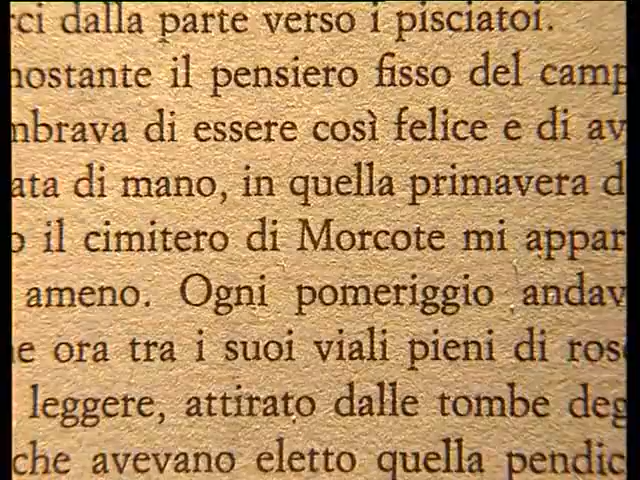 rci dalla parte verso i pisciatoi.
nostante il pensiero fisso del camp
mbrava di essere così felice e di av
ata di mano, in quella primavera d
o il cimitero di Morcote mi appar
ameno. Ogni pomeriggio andav
e ora tra i suoi viali pieni di rose
leggere, attirato dalle tombe deg
che avevano eletto quella pendic